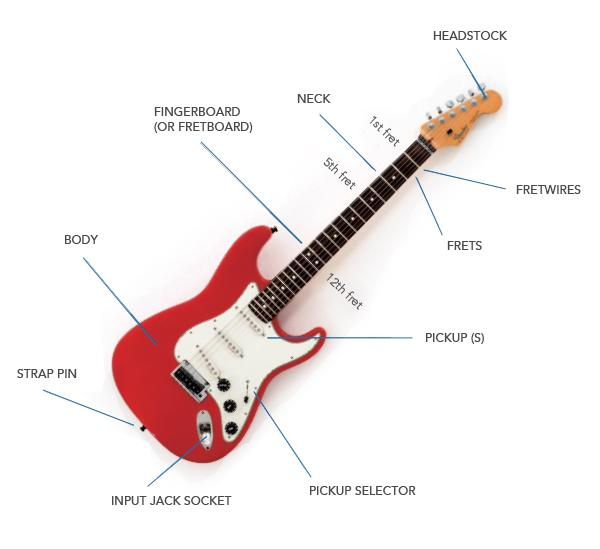 HEADSTOCK
NECK
FINGERBOARD
(OR FRETBOARD)
1st fret
5th fret
FRETWIRES
FRETS
BODY
12th fret
PICKUP (S)
STRAP PIN
PICKUP SELECTOR
INPUT JACK SOCKET